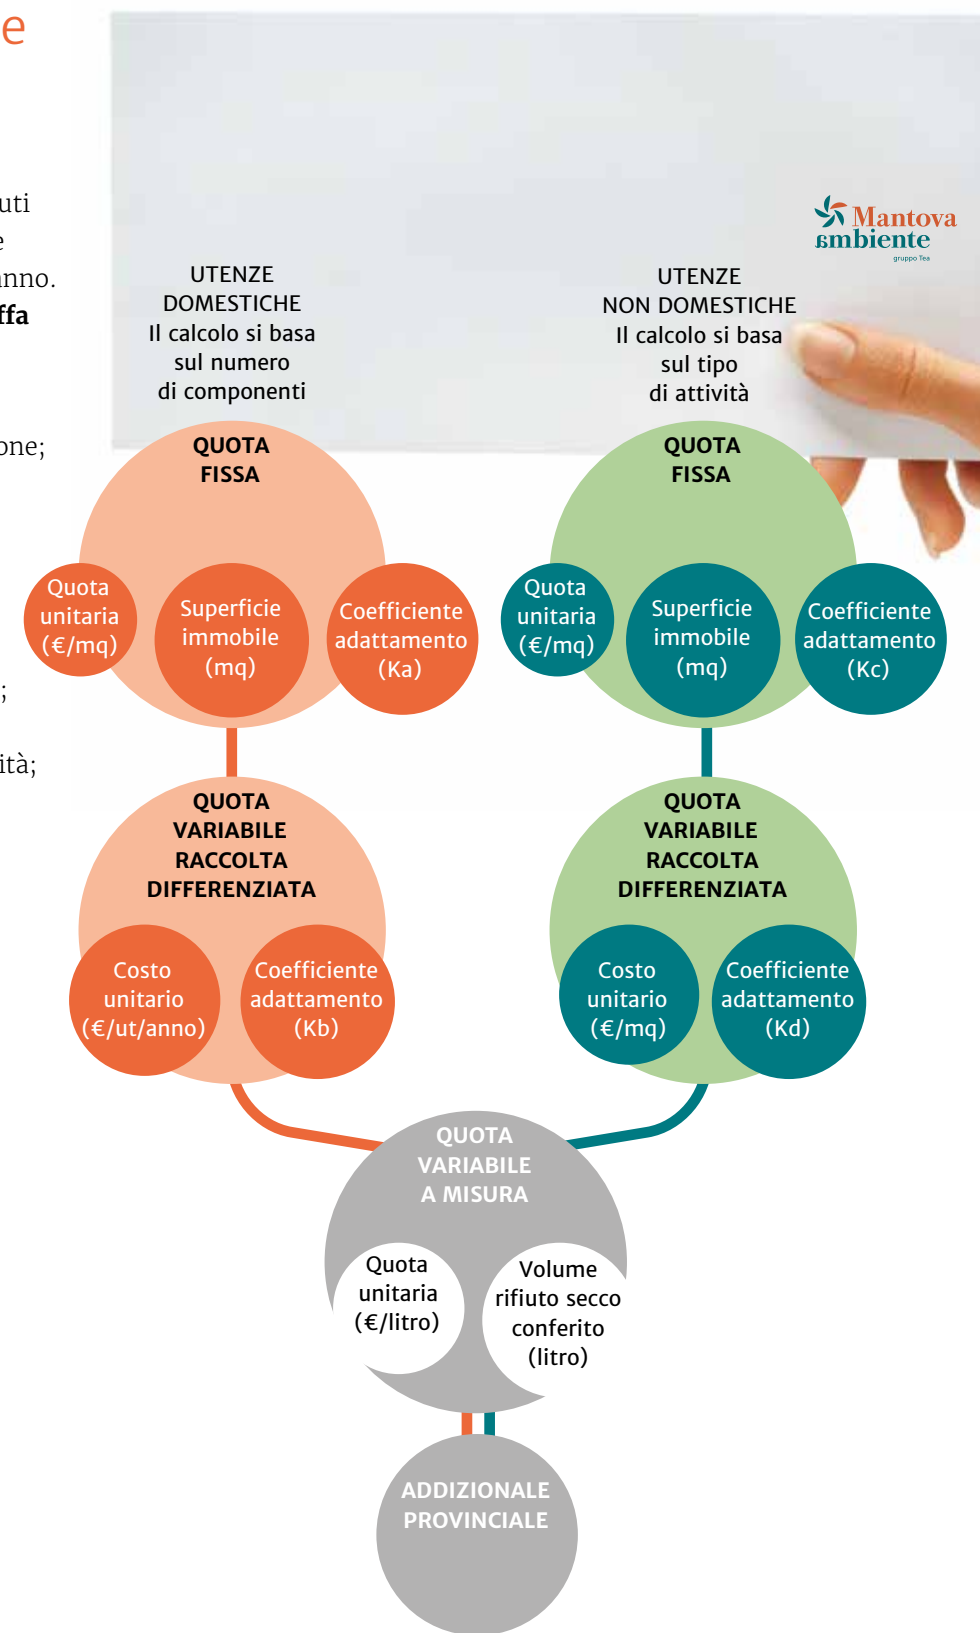 e
uti
e
anno.
ffa
one;
;
ità;
Mantova
ambiente
gruppo Tea
UTENZE
DOMESTICHE
Il calcolo si basa
sul numero
di componenti
QUOTA
FISSA
Quota
unitaria
(€/mq)
Superficie
immobile
(mq)
Coefficiente
adattamento
(Ka)
QUOTA
VARIABILE
RACCOLTA
DIFFERENZIATA
Costo
unitario
(€/ut/anno)
Coefficiente
adattamento
(Kb)
UTENZE
NON DOMESTICHE
Il calcolo si basa
sul tipo
di attività
QUOTA
FISSA
Quota
unitaria
(€/mq)
Superficie
immobile
(mq)
Coefficiente
adattamento
(Kc)
QUOTA
VARIABILE
RACCOLTA
DIFFERENZIATA
Costo
unitario
(€/mq)
Coefficiente
adattamento
(Kd)
QUOTA
VARIABILE
A MISURA
Quota
unitaria
(€/litro)
Volume
rifiuto secco
conferito
(litro)
ADDIZIONALE
PROVINCIALE